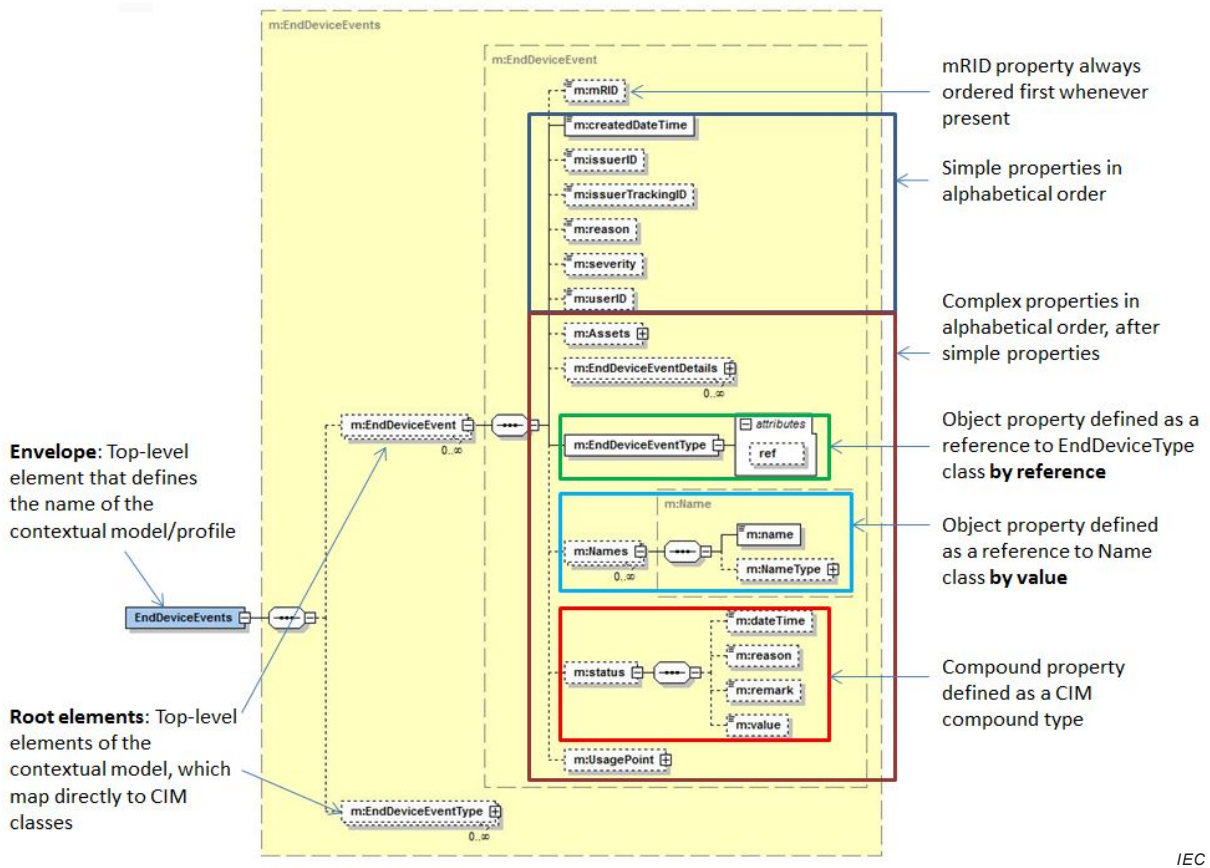 m:EndDeviceEvents
m:EndDeviceEvent
m:mRID
m:createdDateTime
m:issuerID
m:issuerTrackingID
m:reason
m:severity
m:userID
m:Assets
m:EndDeviceEventDetails
0..∞
m:EndDeviceEvent
0..∞
m:EndDeviceEventType
attributes
ref
m:Name
m:Names
0..∞
m:name
m:NameType
EndDeviceEvents
m:status
m:dateTime
m:reason
m:remark
m:value
m:UsagePoint
m:EndDeviceEventType
0..∞
Envelope: Top-level
element that defines
the name of the
contextual model/profile
Root elements: Top-level
elements of the
contextual model, which
map directly to CIM
classes
mRID property always
ordered first whenever
present
Simple properties in
alphabetical order
Complex properties in
alphabetical order, after
simple properties
Object property defined as a
reference to EndDeviceType
class by reference
Object property defined
as a reference to Name
class by value
Compound property
defined as a CIM
compound type
IEC